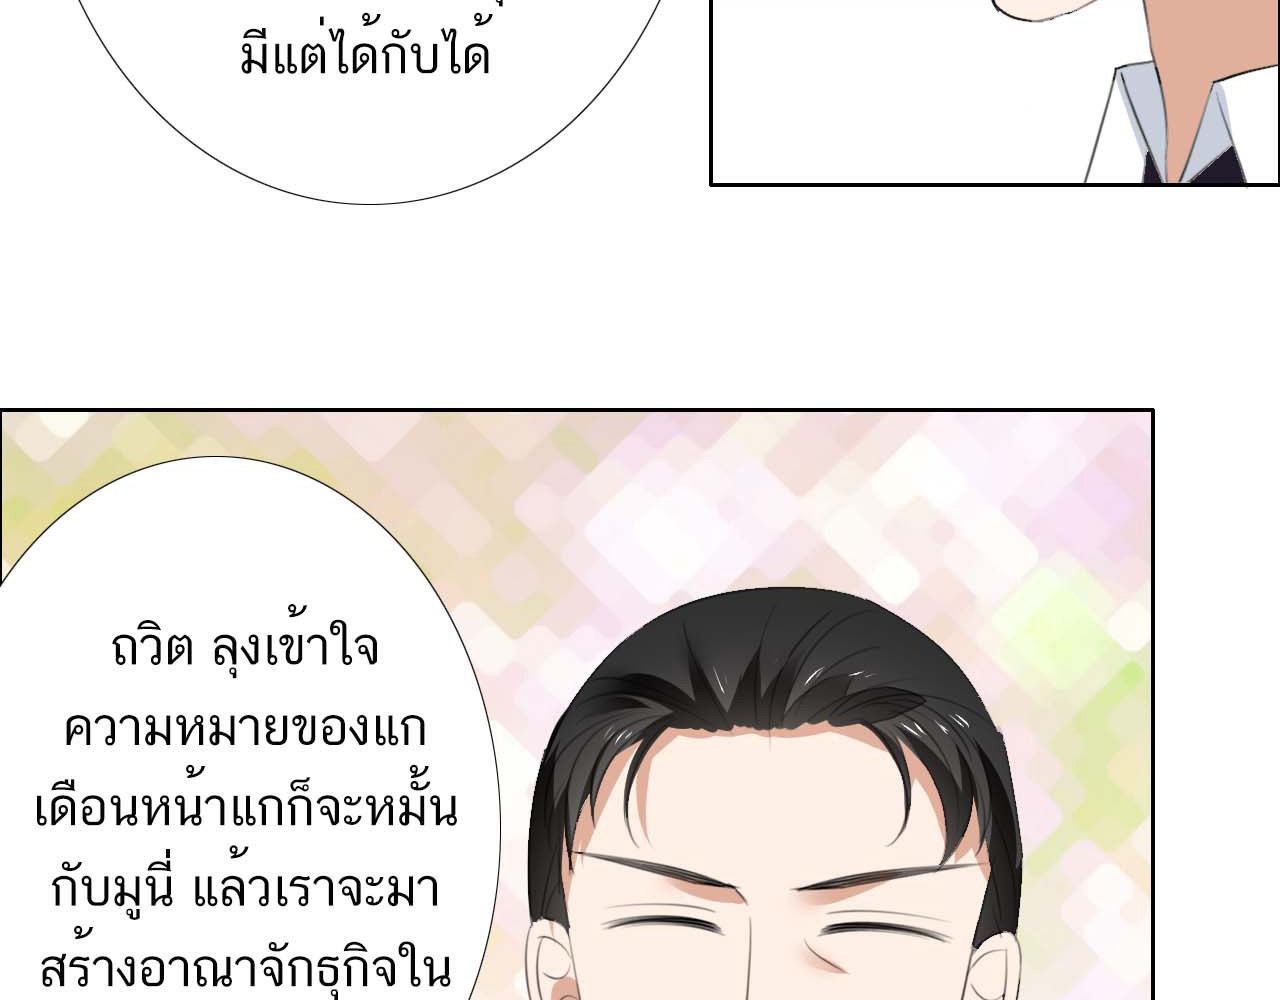 มีแต่ได้กับได้
ถวิต ลุงเข้าใจ
ความหมายของแก
เดือนหน้าแกก็จะหมั้น
กับมูนี่ แล้วเราจะมา
สร้างอาณาจักธุกิจใน